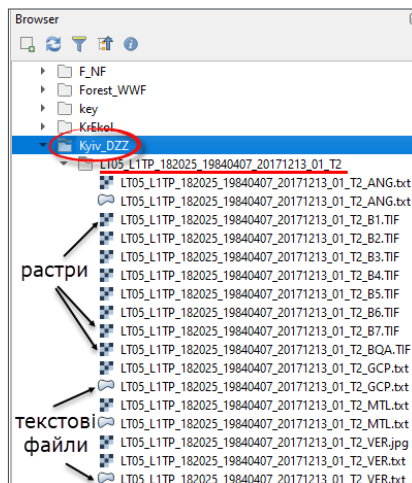 Browser
F_NF
Forest_WWF
key
KrEkol
Kyiv_DZZ
LT05_L1TP_182025_19840407_20171213_01_T2
LT05_L1TP_182025_19840407_20171213_01_T2_ANG.txt
LT05_L1TP_182025_19840407_20171213_01_T2_ANG.txt
LT05_L1TP_182025_19840407_20171213_01_T2_B1.TIF
LT05_L1TP_182025_19840407_20171213_01_T2_B2.TIF
LT05_L1TP_182025_19840407_20171213_01_T2_B3.TIF
LT05_L1TP_182025_19840407_20171213_01_T2_B4.TIF
растри
LT05_L1TP_182025_19840407_20171213_01_T2_B5.TIF
LT05_L1TP_182025_19840407_20171213_01_T2_B6.TIF
LT05_L1TP_182025_19840407_20171213_01_T2_B7.TIF
LT05_L1TP_182025_19840407_20171213_01_T2_BQA.TIF
LT05_L1TP_182025_19840407_20171213_01_T2_GCP.txt
LT05_L1TP_182025_19840407_20171213_01_T2_GCP.txt
LT05_L1TP_182025_19840407_20171213_01_T2_MTL.txt
текстові
LT05_L1TP_182025_19840407_20171213_01_T2_MTL.txt
файли
LT05_L1TP_182025_19840407_20171213_01_T2_VER.jpg
LT05_L1TP_182025_19840407_20171213_01_T2_VER.txt
LT05_L1TP_182025_19840407_20171213_01_T2_VER.txt